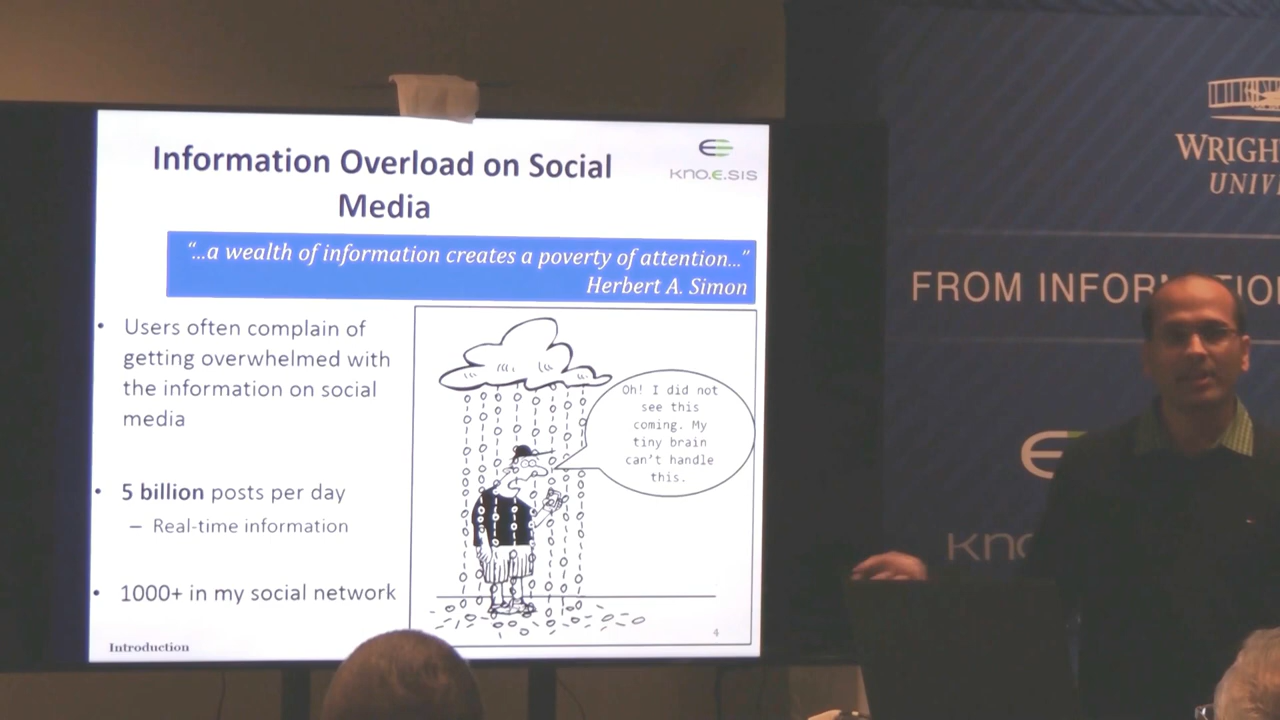 Information Overload on Social
Media
KNO.E.SIS
“...a wealth of information creates a poverty of attention...”
Herbert A. Simon
• Users often complain of
getting overwhelmed with
the information on social
media
• 5 billion posts per day
– Real-time information
• 1000+ in my social network
Oh! I did not
see this
coming. My
tiny brain
can't handle
this.
4
Introduction
WRIGH
UNIV
FROM INFOR
kno